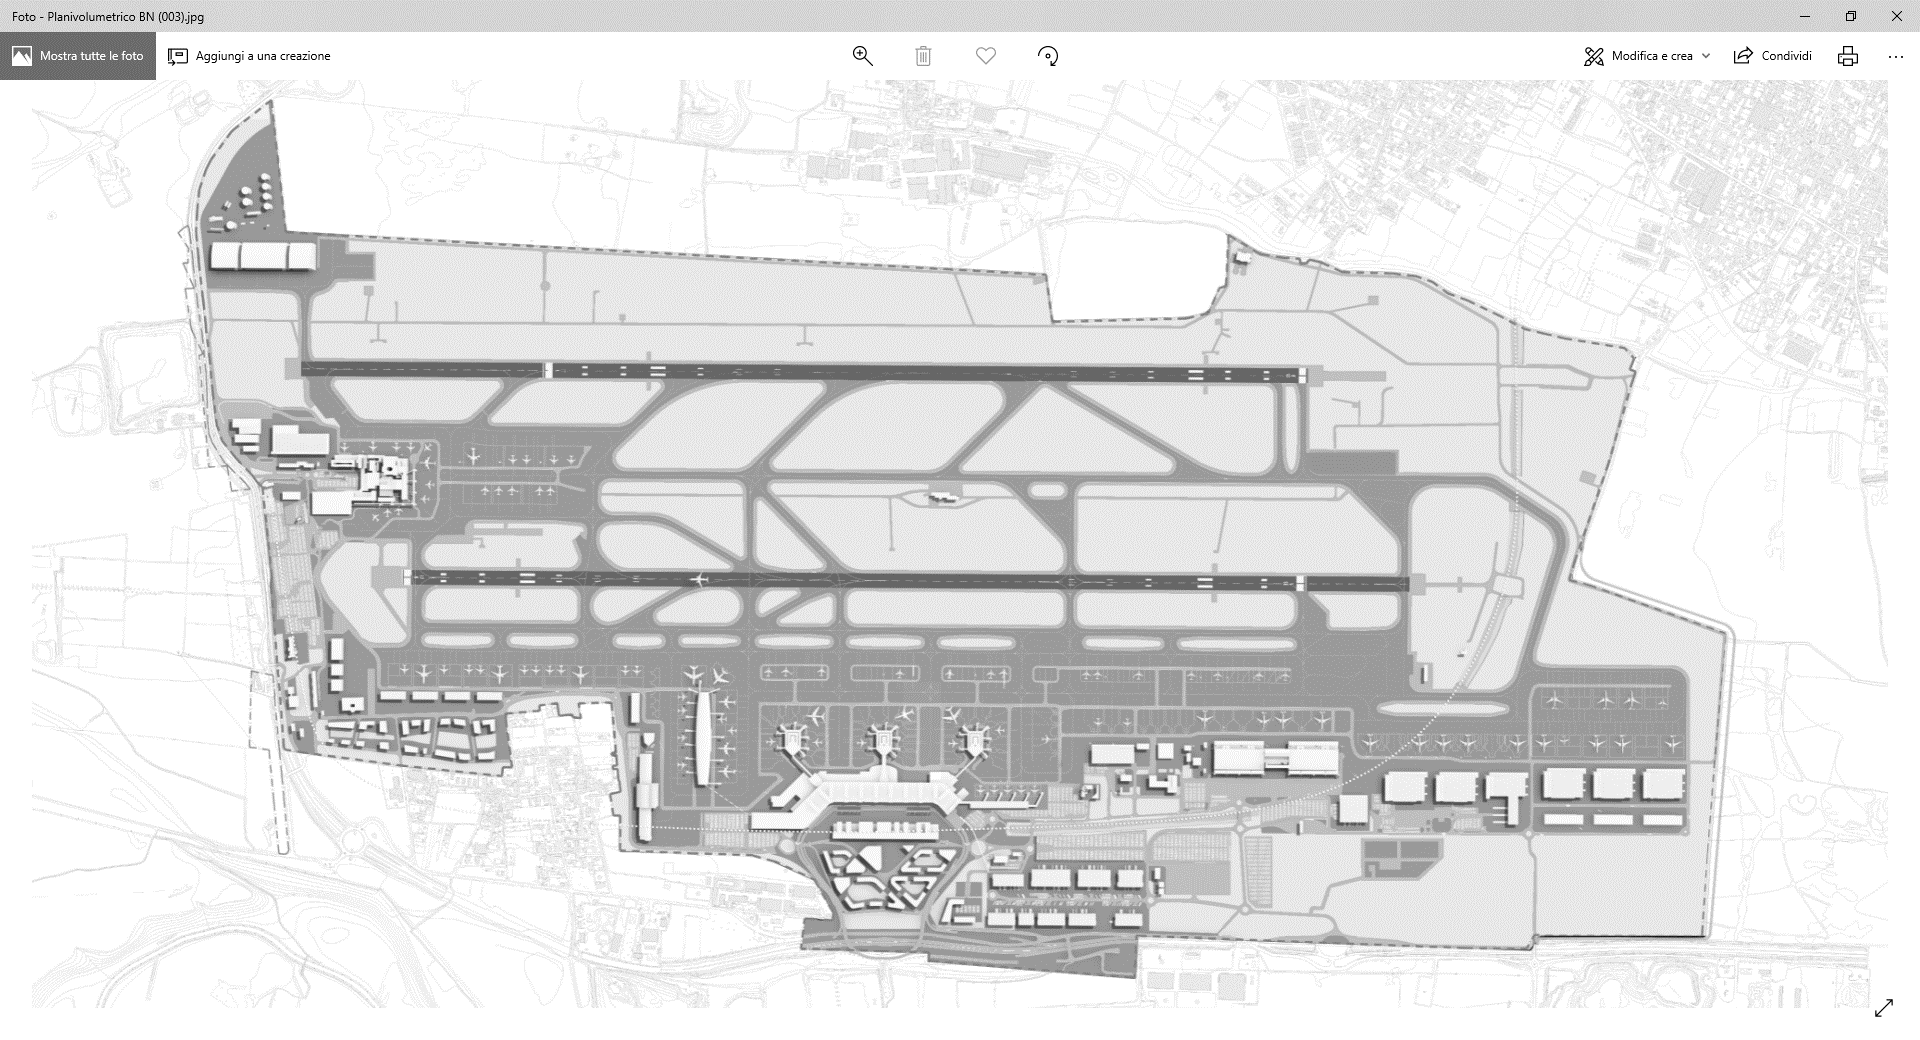 Foto - Planivolumetrico BN (003).jpg
Mostra tutte le foto
Aggiungi a una creazione
Modifica e crea
Condividi